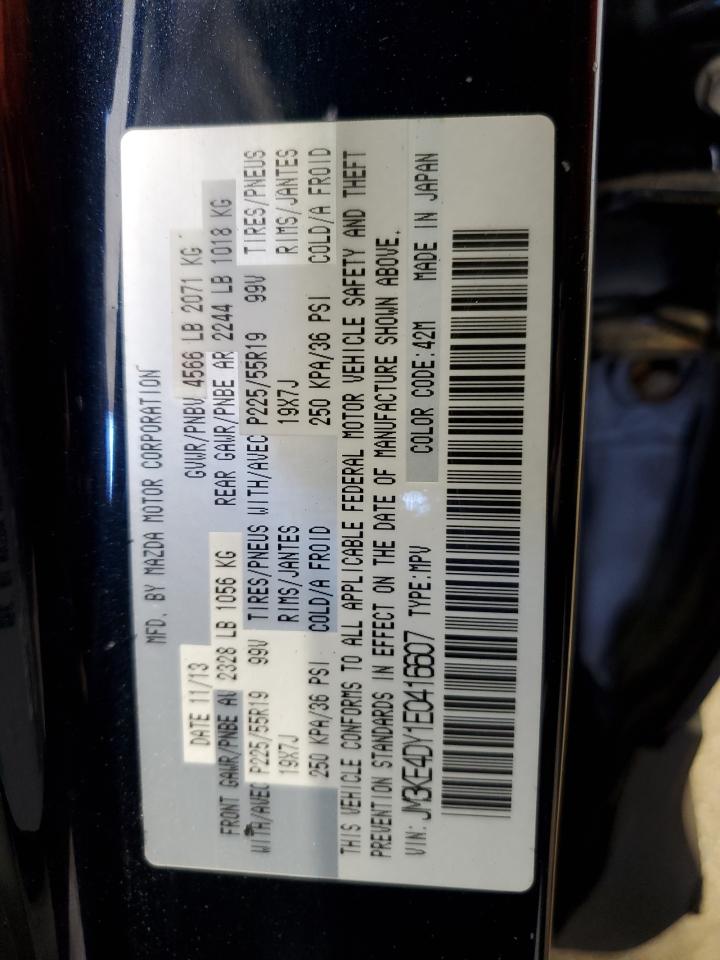 MFD. BY MAZDA MOTOR CORPORATION
DATE 11/13 GVWR/PNBV 4566 LB 2071 KG
FRONT GAWR/PNBE AV 2328 LB 1056 KG REAR GAWR/PNBE AR 2244 LB 1018 KG
WITH/AVEC P225/55R19 99V TIRES/PNEUS WITH/AVEC P225/55R19 99V TIRES/PNEUS
19X7J RIMS/JANTES 19X7J RIMS/JANTES
250 KPA/36 PSI COLD/A FROID 250 KPA/36 PSI COLD/A FROID
THIS VEHICLE CONFORMS TO ALL APPLICABLE FEDERAL MOTOR VEHICLE SAFETY AND THEFT
PREVENTION STANDARDS IN EFFECT ON THE DATE OF MANUFACTURE SHOWN ABOVE.
VIN: JM3KE4DY1E0416607 TYPE:MPV COLOR CODE:42M MADE IN JAPAN